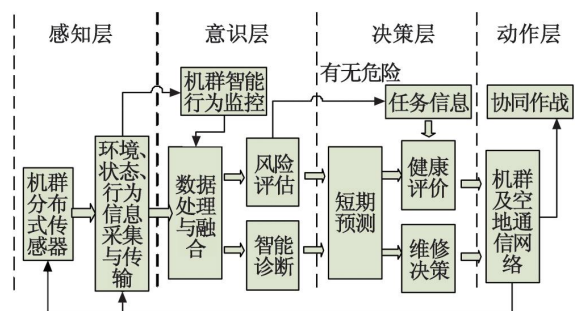 感知层
意识层
决策层
动作层
有无危险
机群智能
行为监控
任务信息
协同作战
机群
分布
式传
感器
环境、
状态、
行为
信息
采集
与传
输
数据
处理
与融
合
风险
评估
智能
诊断
短期
预测
健康
评价
维修
决策
机群
及空
地通
信网
络